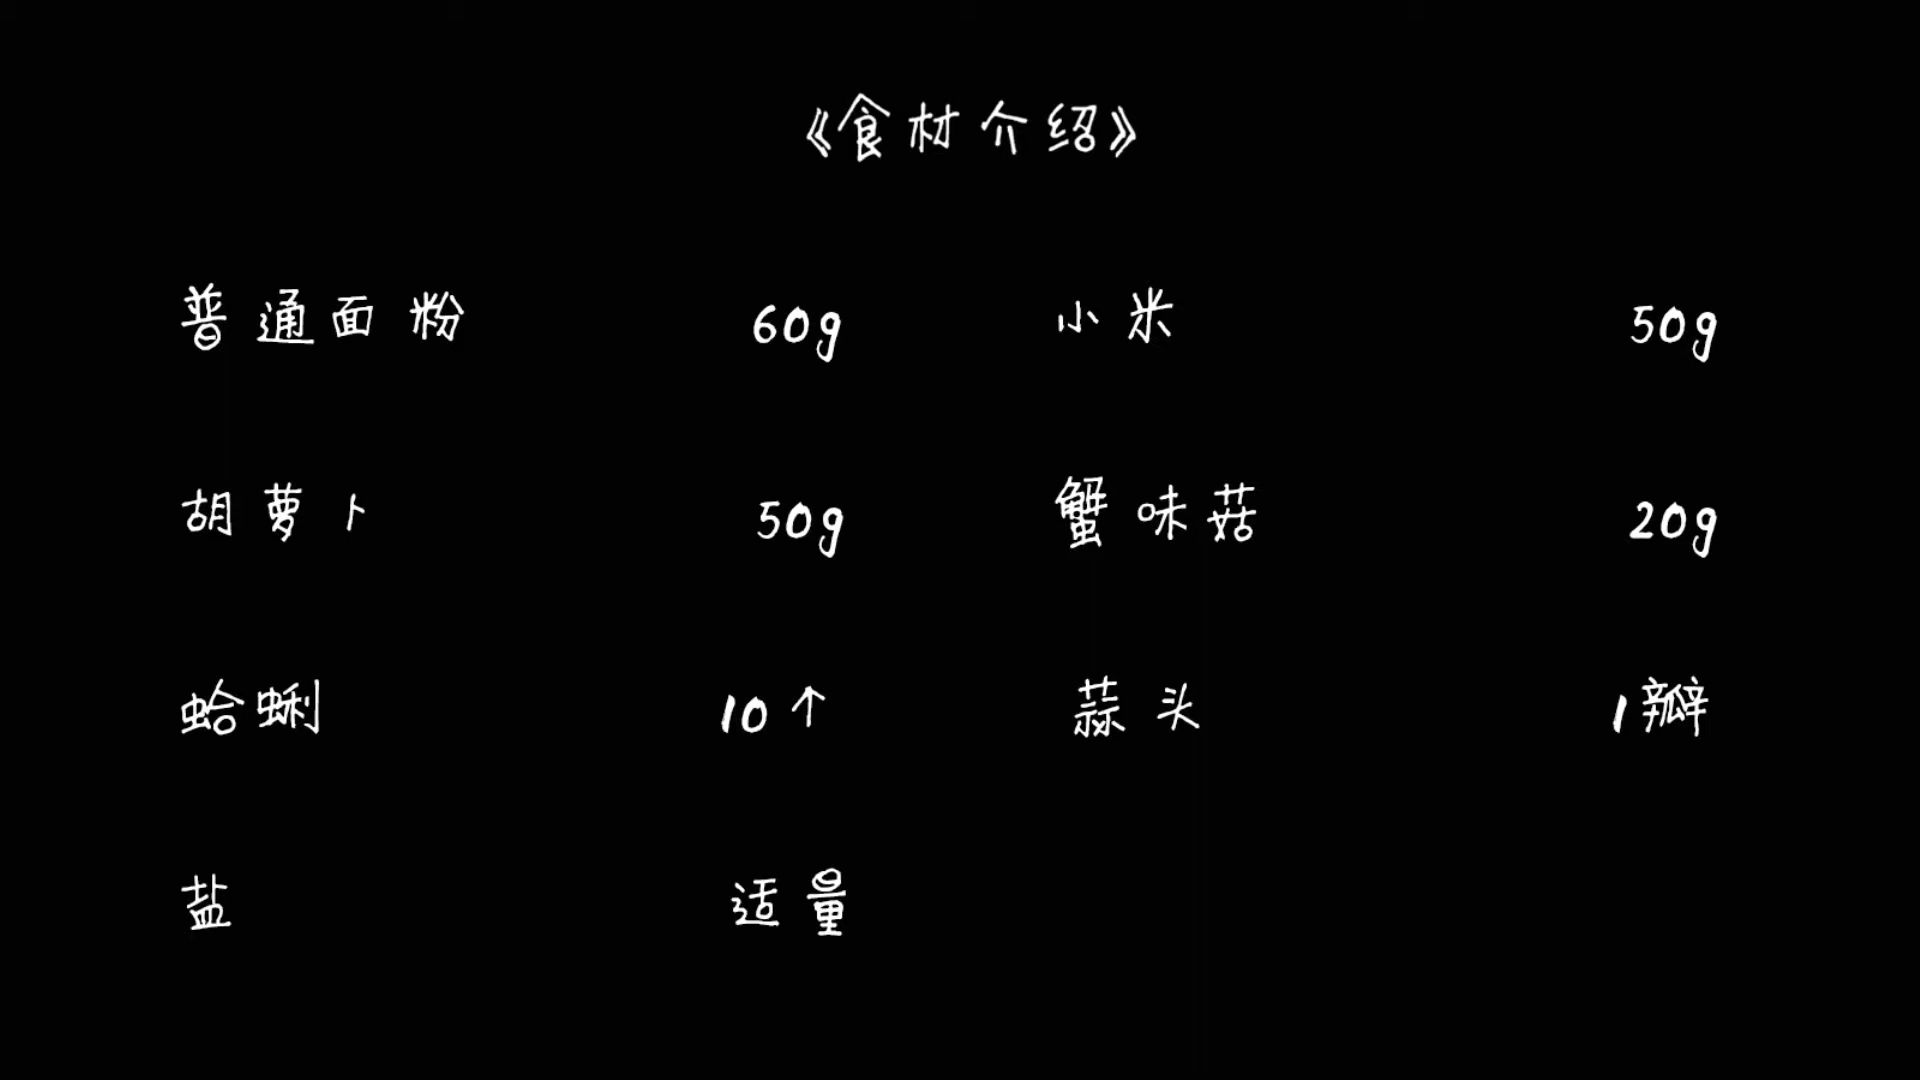 《食材介绍》
普通面粉 60g 小米 50g
胡萝卜 50g 蟹味菇 20g
蛤蜊 10个 蒜头 1瓣
盐 适量